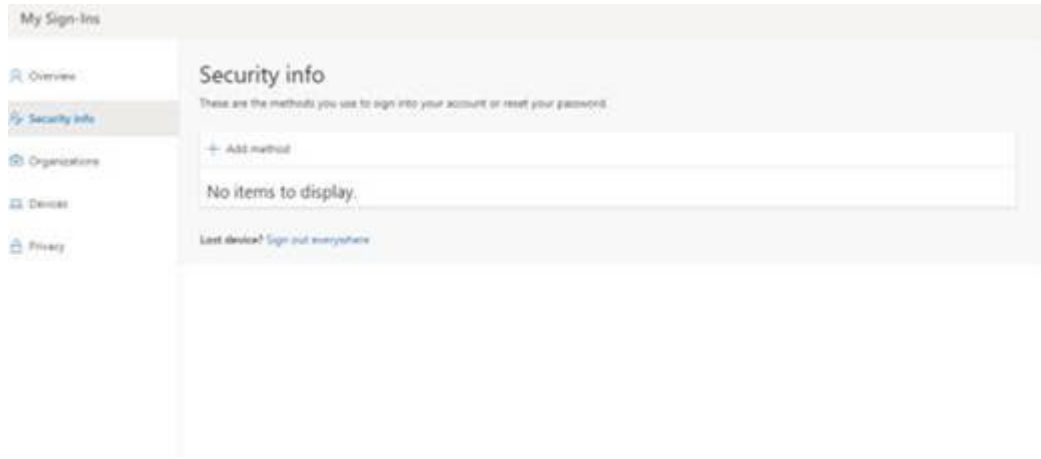 My Sign-Ins
Overview
Security info
Organizations
Devices
Privacy
Security info
These are the methods you use to sign into your account or reset your password.
+ Add method
No items to display.
Lost device? Sign out everywhere